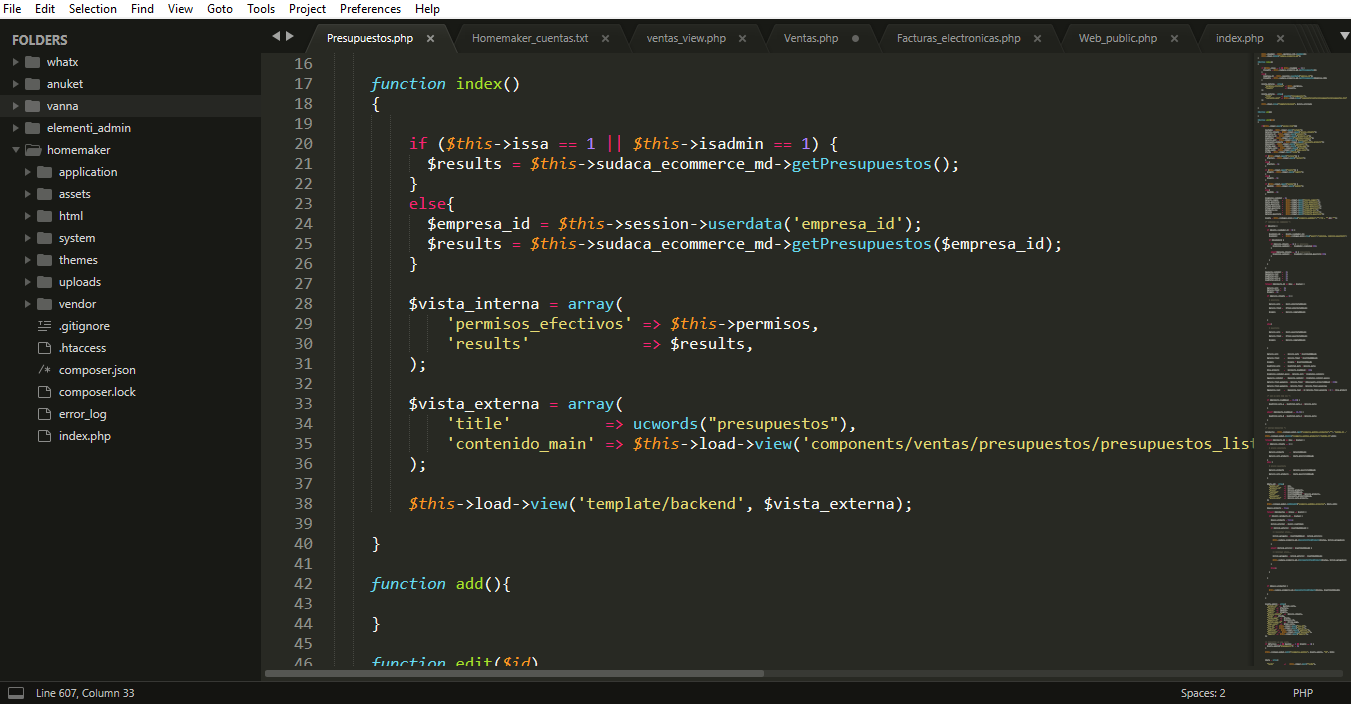 File Edit Selection Find View Goto Tools Project Preferences Help
FOLDERS
whatx
anuket
vanna
elementi_admin
homemaker
application
assets
html
system
themes
uploads
vendor
.gitignore
.htaccess
/* composer.json
composer.lock
error_log
index.php
Presupuestos.php × Homemaker_cuentas.txt × ventas_view.php × Ventas.php Facturas_electronicas.php × Web_public.php × index.php ×
16
17 function index()
18 {
19
20 if ($this->issa == 1 || $this->isadmin == 1) {
21 $results = $this->sudaca_ecommerce_md->getPresupuestos();
22 }
23 else{
24 $empresa_id = $this->session->userdata('empresa_id');
25 $results = $this->sudaca_ecommerce_md->getPresupuestos($empresa_id);
26 }
27
28 $vista_interna = array(
29 'permisos_efectivos' => $this->permisos,
30 'results' => $results,
31 );
32
33 $vista_externa = array(
34 'title' => ucwords("presupuestos"),
35 'contenido_main' => $this->load->view('components/ventas/presupuestos/presupuestos_list
36 );
37
38 $this->load->view('template/backend', $vista_externa);
39
40 }
41
42 function add(){
43
44 }
45
46 function edit($id)
Line 607, Column 33
Spaces: 2
PHP